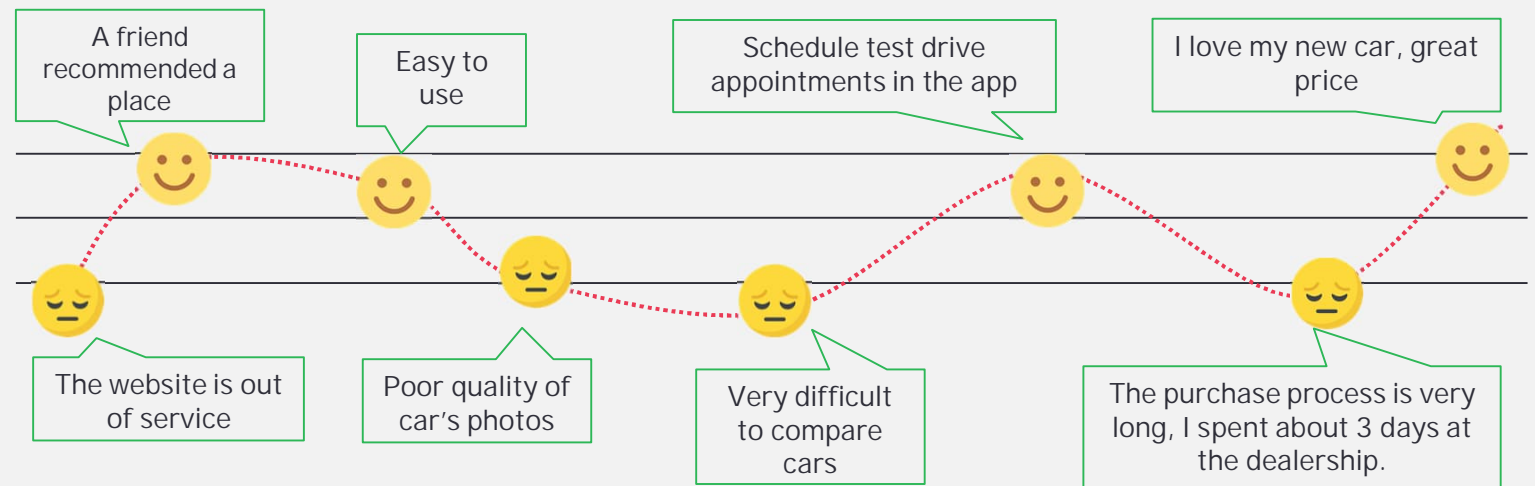 A friend
recommended a
place
Easy to
use
Schedule test drive
appointments in the app
I love my new car, great
price
The website is out
of service
Poor quality of
car's photos
Very difficult
to compare
cars
The purchase process is very
long, I spent about 3 days at
the dealership.